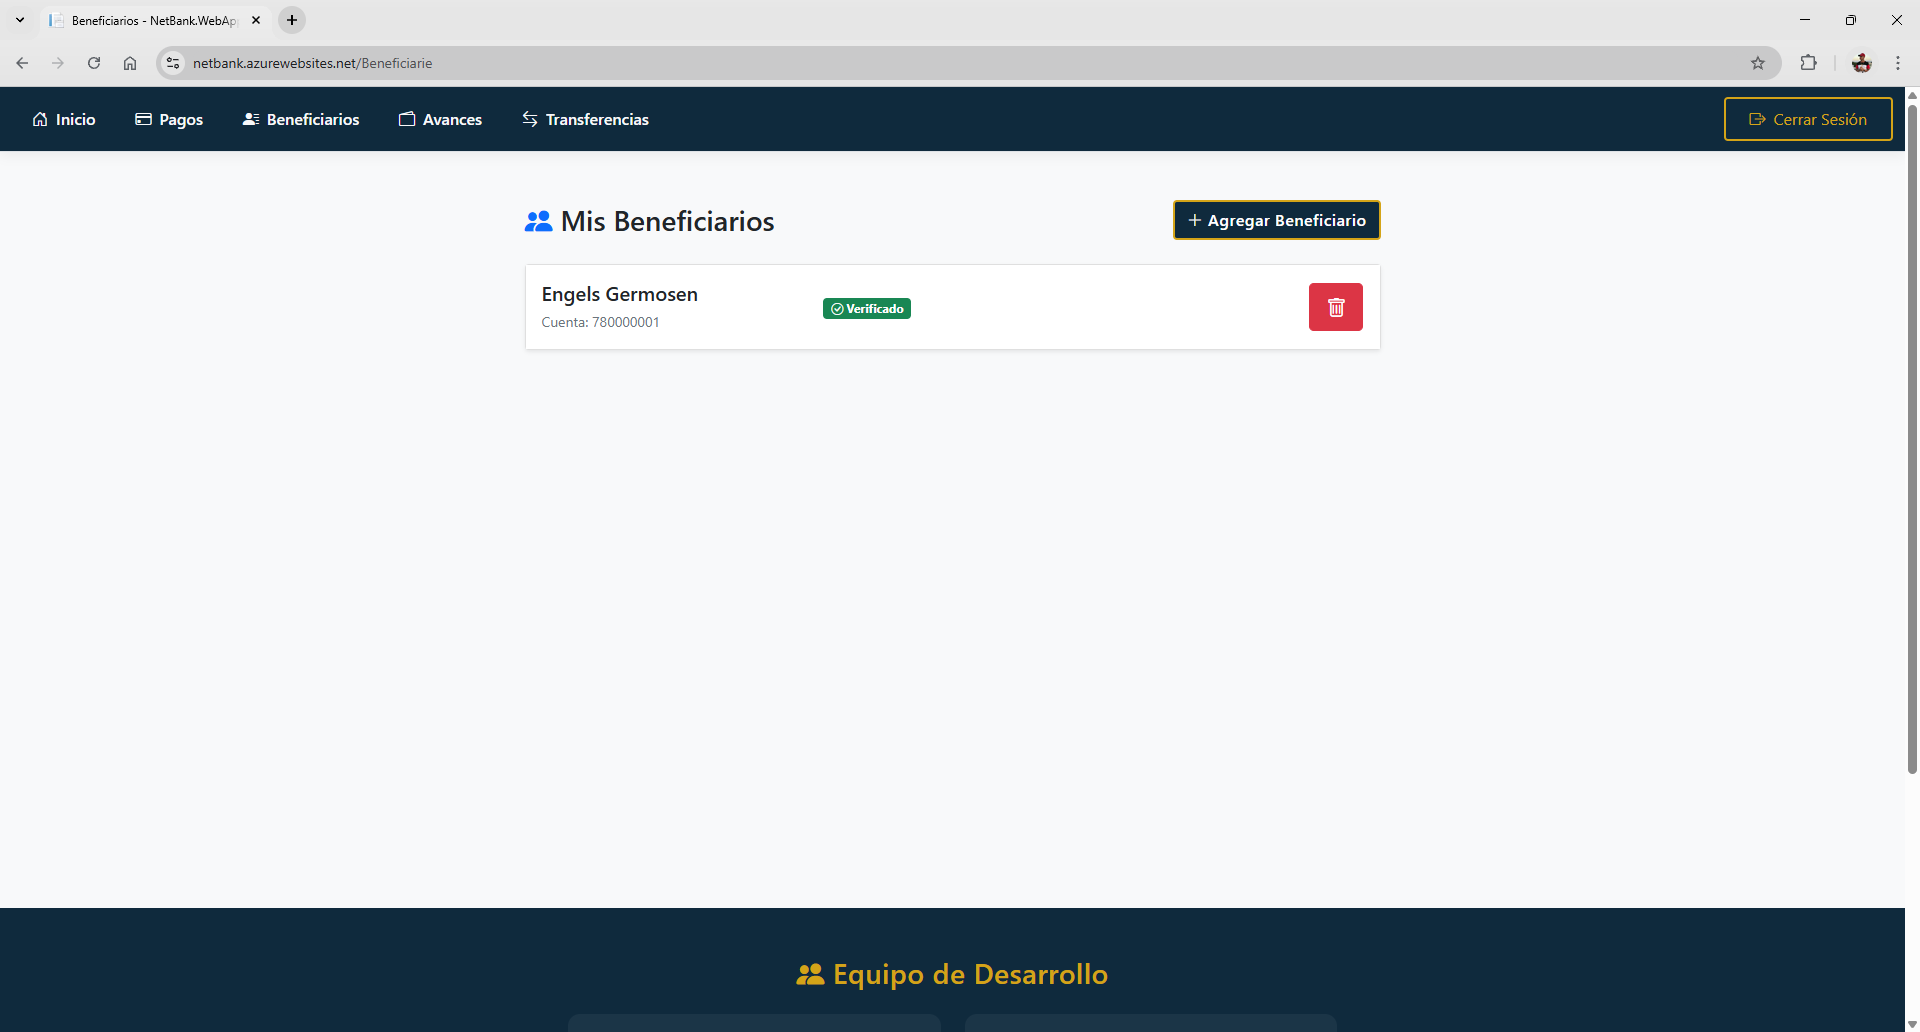 Beneficiarios - NetBank.WebAp
netbank.azurewebsites.net/Beneficiarie
Inicio
Pagos
Beneficiarios
Avances
Transferencias
Cerrar Sesión
Mis Beneficiarios
Agregar Beneficiario
Engels Germosen
Verificado
Cuenta: 780000001
Equipo de Desarrollo